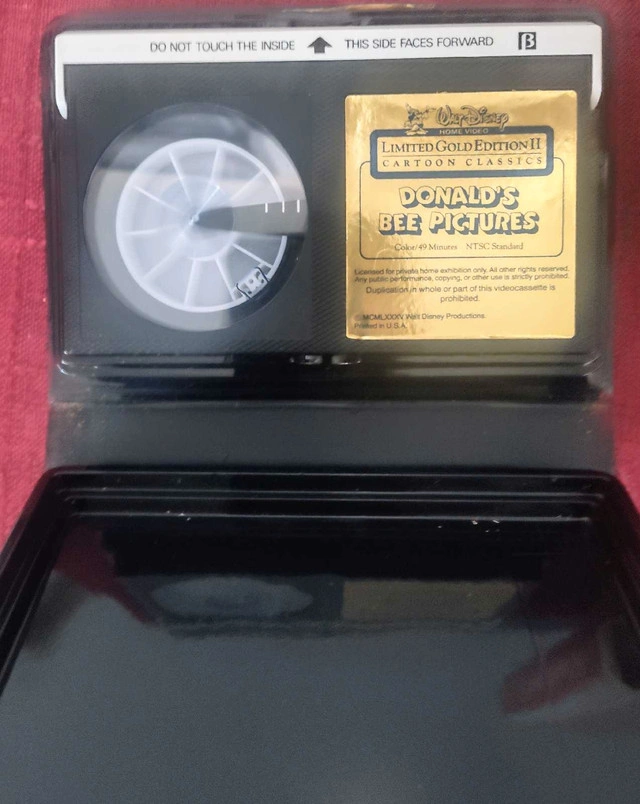 DO NOT TOUCH THE INSIDE THIS SIDE FACES FORWARD β
Walt Disney
HOME VIDEO
LIMITED GOLD EDITION II
CARTOON CLASSICS
DONALD'S
BEE PICTURES
Color/49 Minutes NTSC Standard
Licensed for private home exhibition only. All other rights reserved.
Any public performance, copying, or other use is strictly prohibited.
Duplication in whole or part of this videocassette is
prohibited.
©MCMLXXXIV Walt Disney Productions.
Printed in U.S.A.